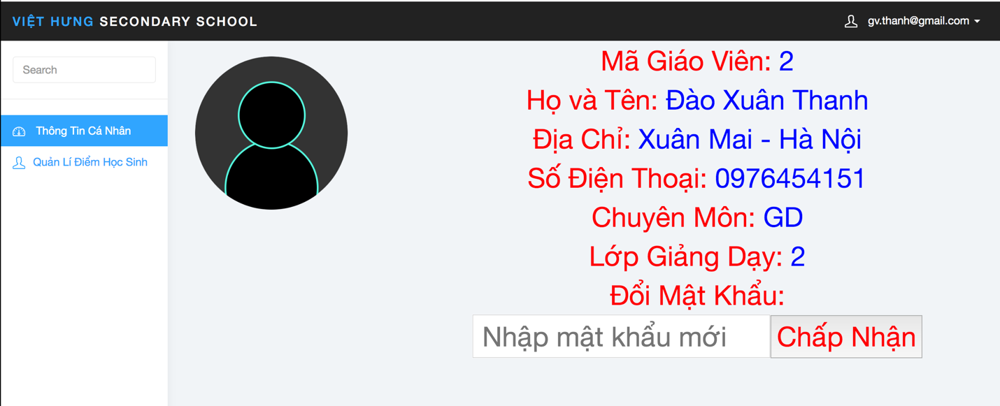 VIỆT HƯNG SECONDARY SCHOOL
gv.thanh@gmail.com
Search
Thông Tin Cá Nhân
Quản Lí Điểm Học Sinh
Mã Giáo Viên: 2
Họ và Tên: Đào Xuân Thanh
Địa Chỉ: Xuân Mai - Hà Nội
Số Điện Thoại: 0976454151
Chuyên Môn: GD
Lớp Giảng Dạy: 2
Đổi Mật Khẩu:
Nhập mật khẩu mới
Chấp Nhận